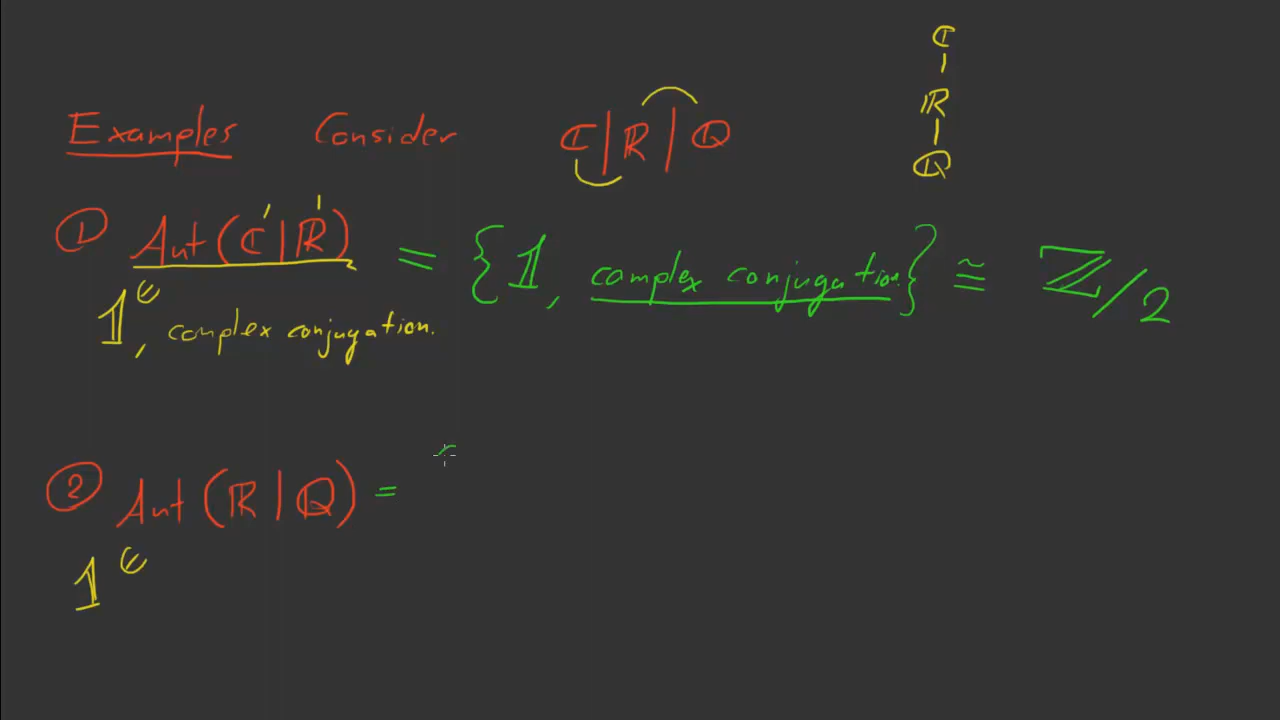 Examples Consider ℂ | ℝ | ℚ
ℂ
|
ℝ
|
ℚ
① Aut(ℂ|ℝ) = {𝟙, complex conjugation} ≅ ℤ/2
𝟙 ∈, complex conjugation.
② Aut(ℝ|ℚ) =
𝟙 ∈